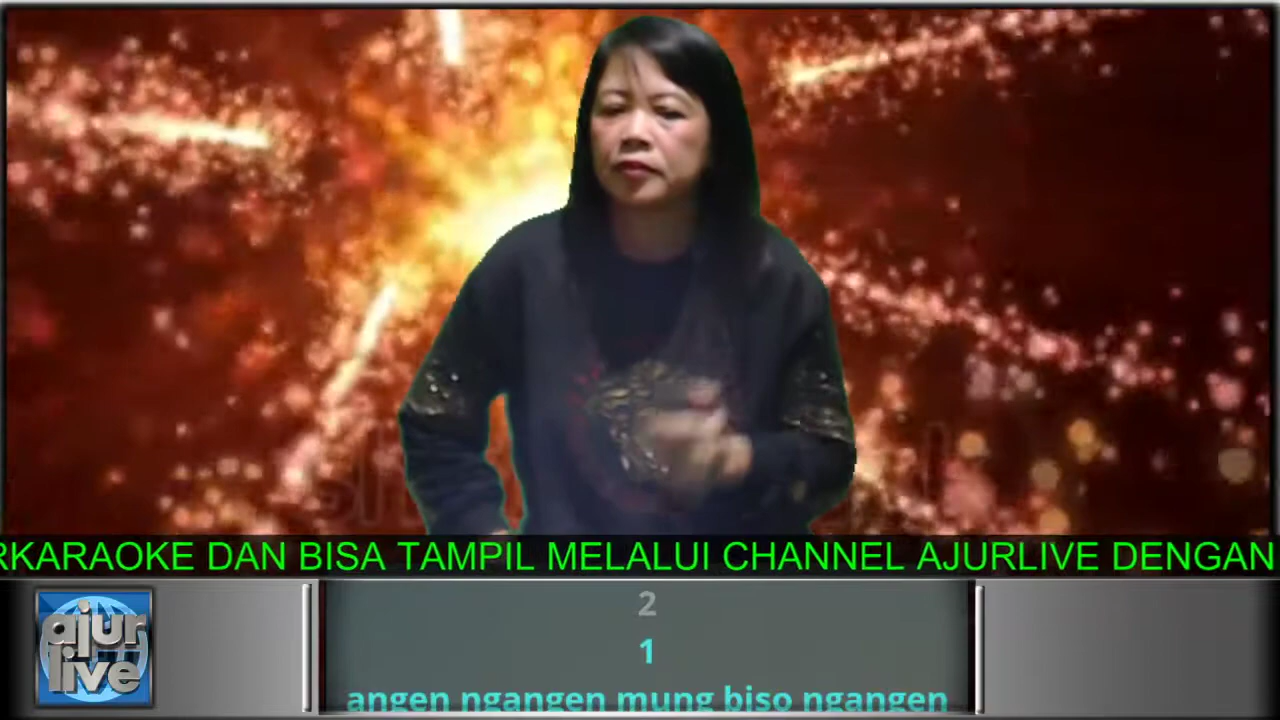 RKARAOKE DAN BISA TAMPIL MELALUI CHANNEL AJURLIVE DENGAN
ajur
live
2
1
angen ngangen mung biso ngangen